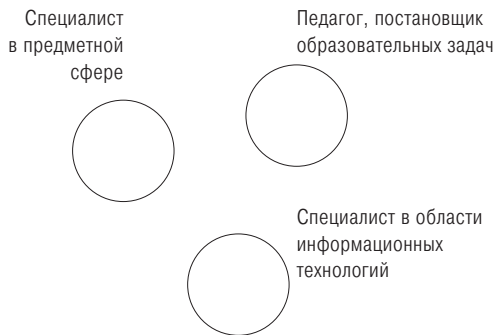 Специалист
в предметной
сфере
Педагог, постановщик
образовательных задач
Специалист в области
информационных
технологий